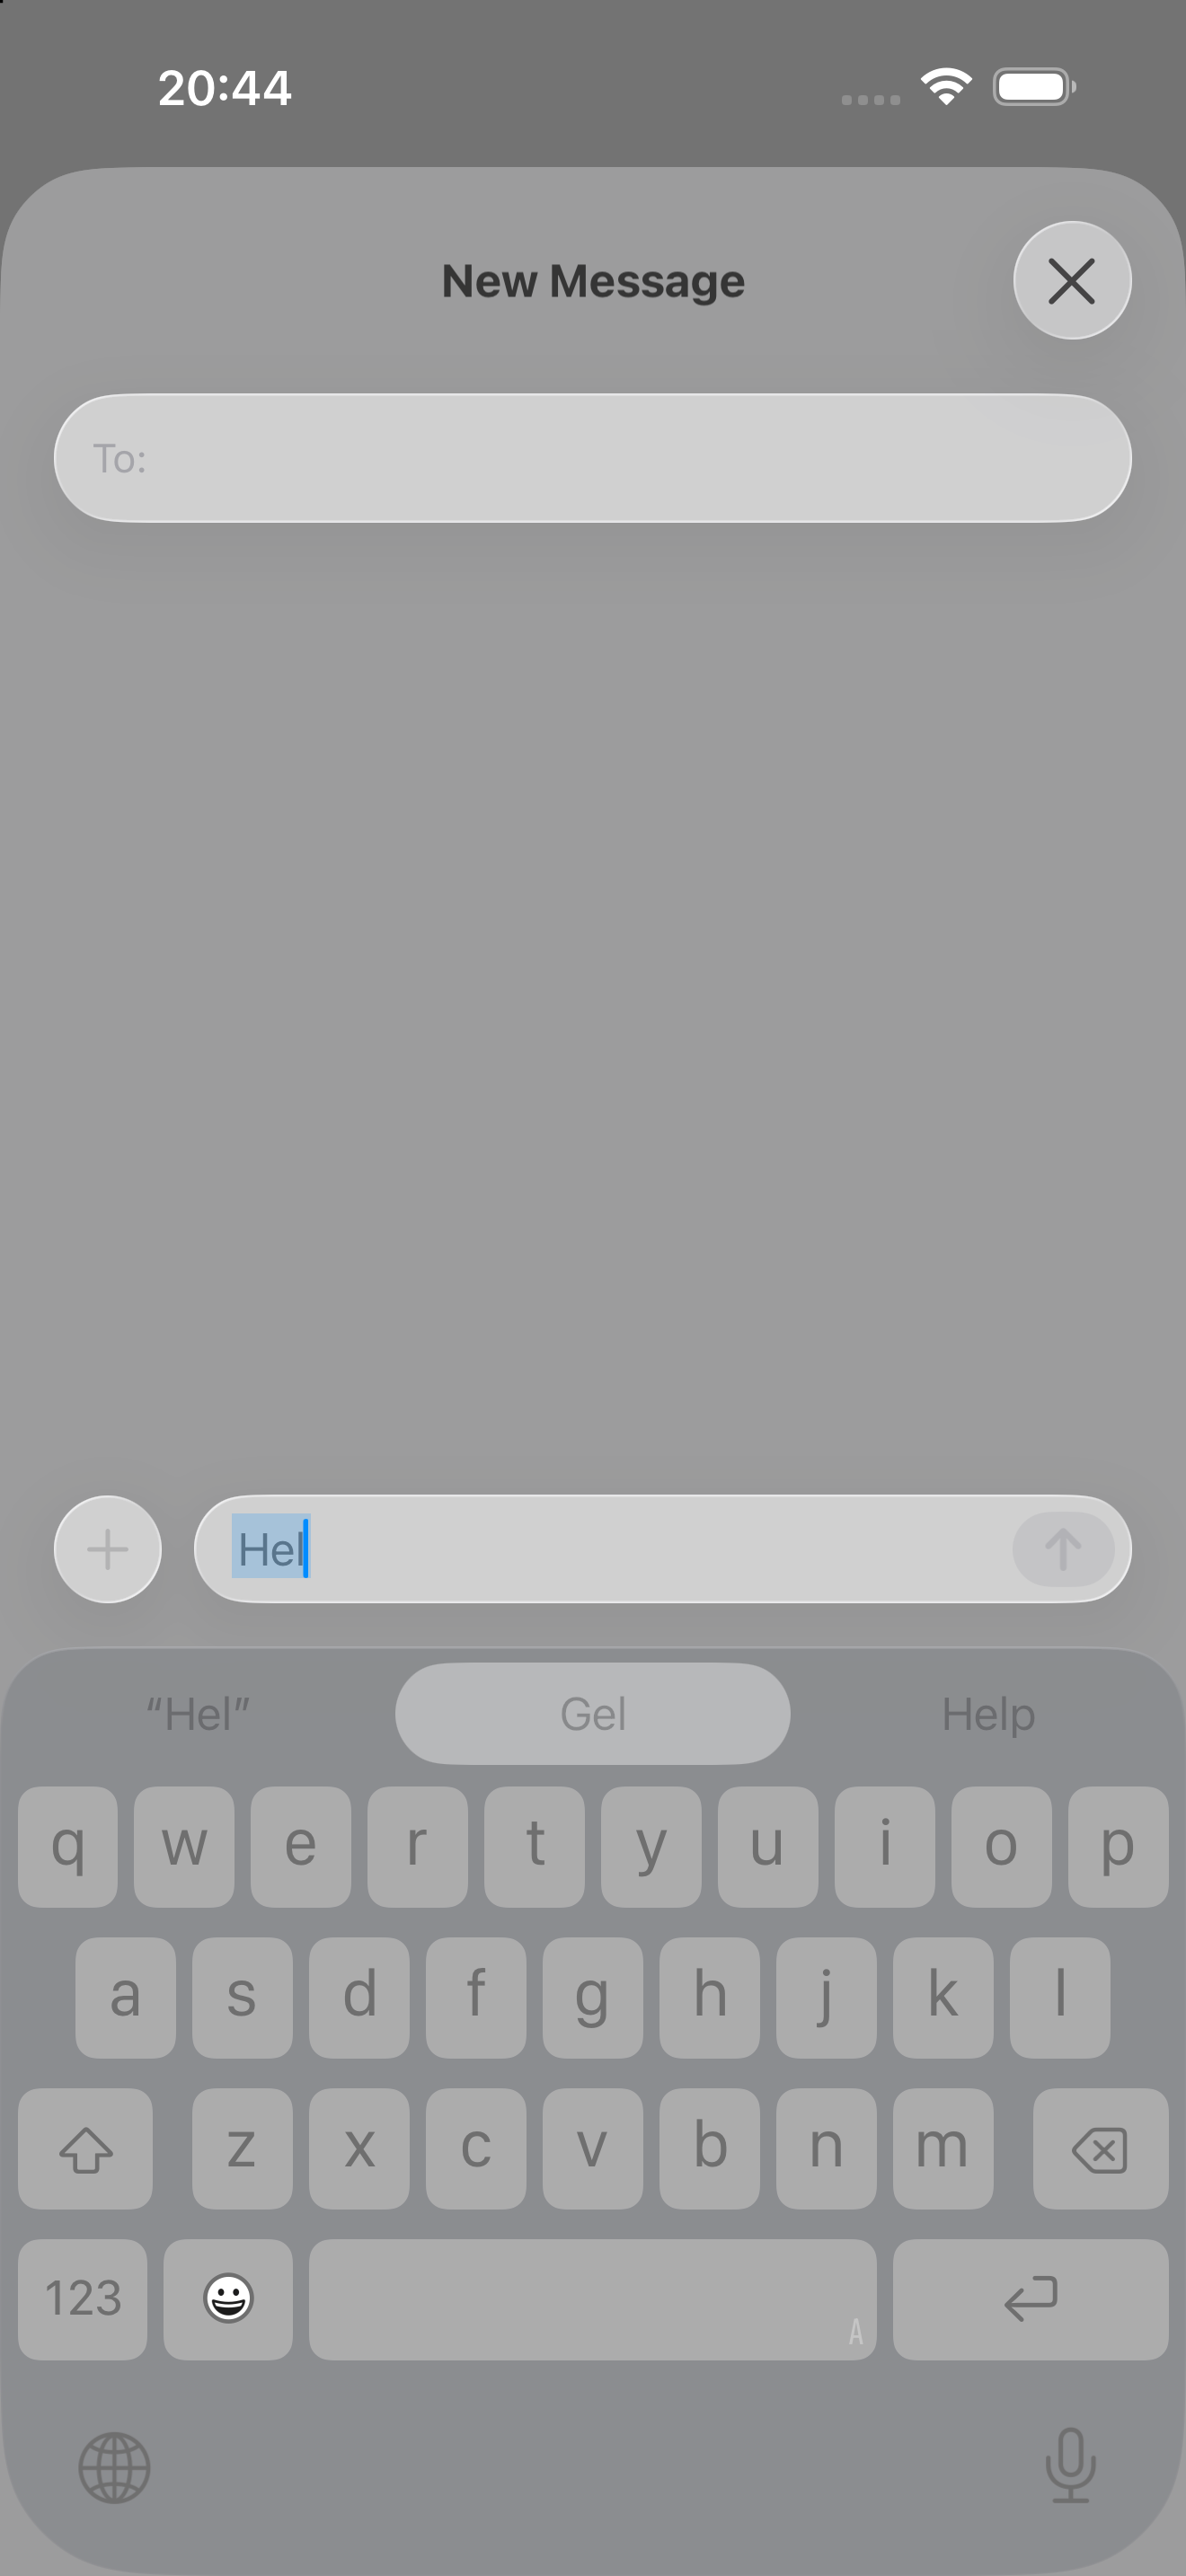 20:44
New Message
To:
Hel
“Hel” Gel Help
q w e r t y u i o p
a s d f g h j k l
z x c v b n m
123
A